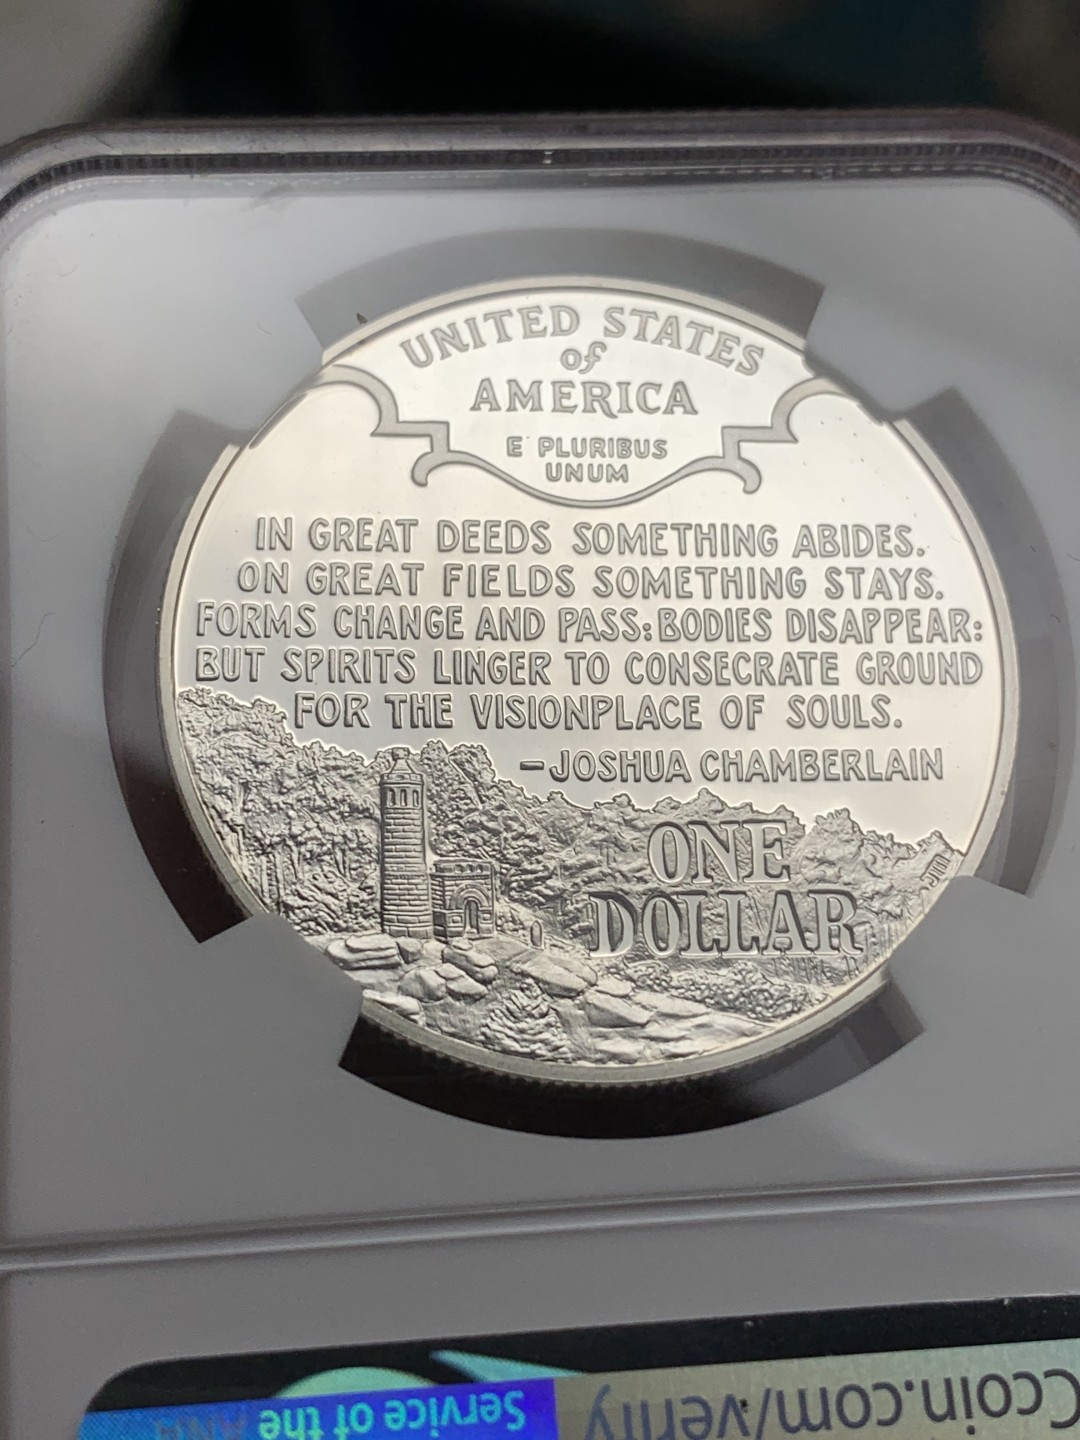 UNITED STATES
of
AMERICA
E PLURIBUS
UNUM
IN GREAT DEEDS SOMETHING ABIDES.
ON GREAT FIELDS SOMETHING STAYS.
FORMS CHANGE AND PASS: BODIES DISAPPEAR:
BUT SPIRITS LINGER TO CONSECRATE GROUND
FOR THE VISIONPLACE OF SOULS.
-JOSHUA CHAMBERLAIN
ONE
DOLLAR
Ccoin.com/verify
Service of the